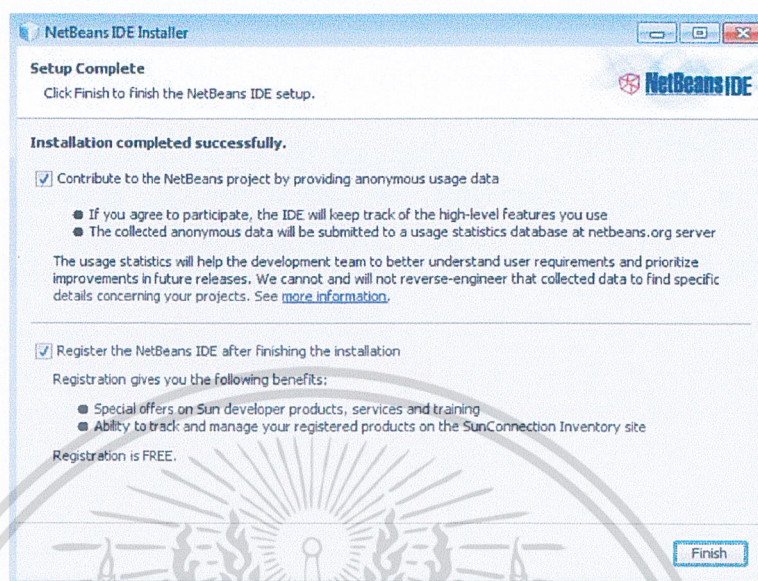 NetBeans IDE Installer
Setup Complete
Click Finish to finish the NetBeans IDE setup.
NetBeans IDE
Installation completed successfully.
Contribute to the NetBeans project by providing anonymous usage data
If you agree to participate, the IDE will keep track of the high-level features you use
The collected anonymous data will be submitted to a usage statistics database at netbeans.org server
The usage statistics will help the development team to better understand user requirements and prioritize
improvements in future releases. We cannot and will not reverse-engineer that collected data to find specific
details concerning your projects. See more information.
Register the NetBeans IDE after finishing the installation
Registration gives you the following benefits:
Special offers on Sun developer products, services and training
Ability to track and manage your registered products on the SunConnection Inventory site
Registration is FREE.
Finish